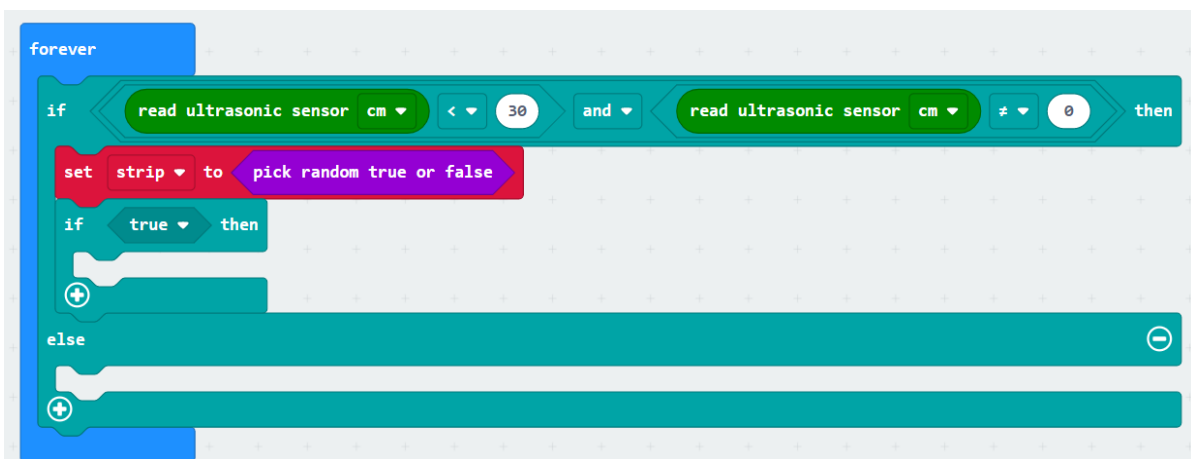 forever
if read ultrasonic sensor cm < 30 and read ultrasonic sensor cm ≠ 0 then
set strip to pick random true or false
if true then
else